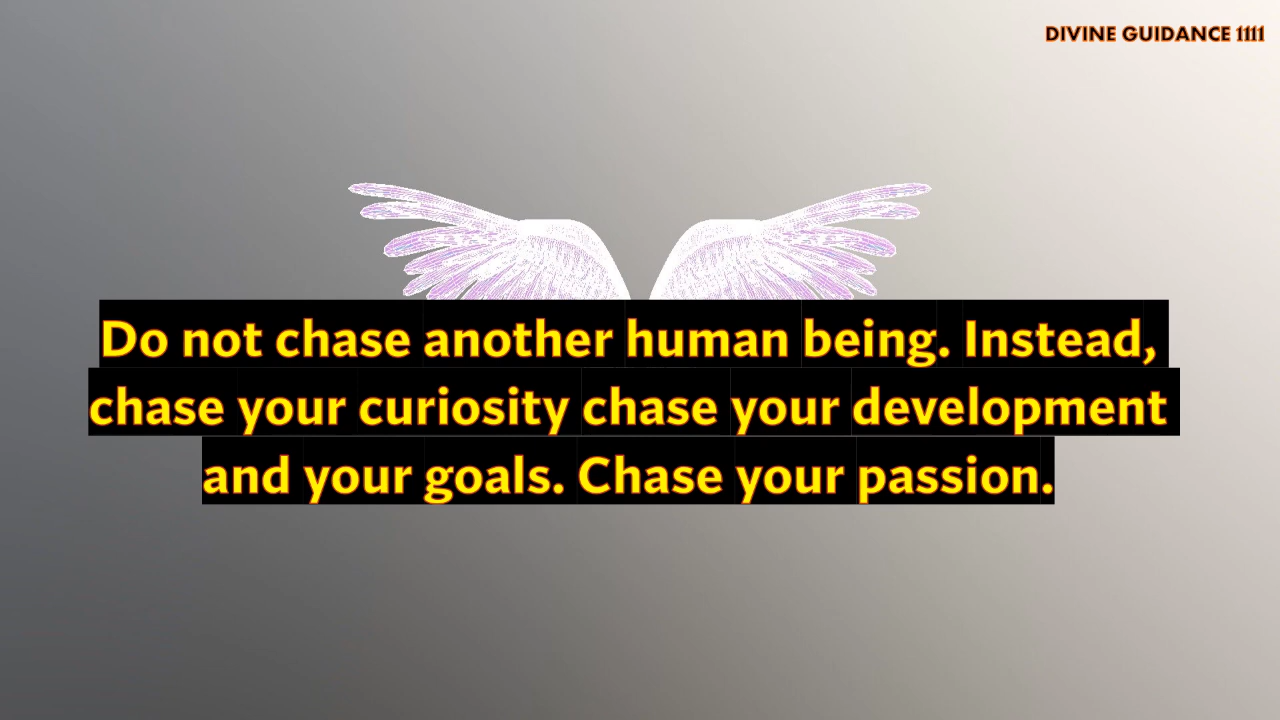 DIVINE GUIDANCE 1111
Do not chase another human being. Instead,
chase your curiosity chase your development
and your goals. Chase your passion.